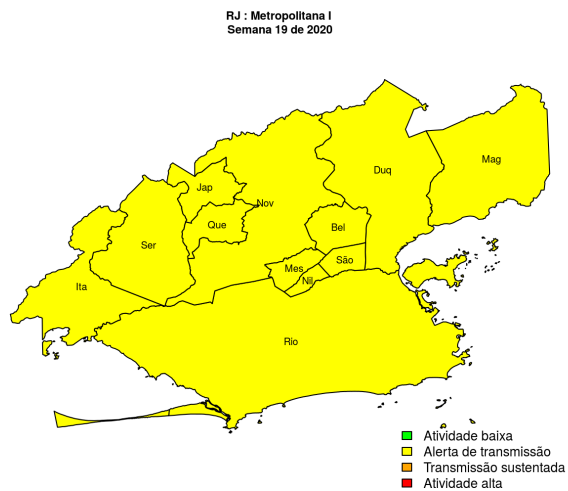 RJ : Metropolitana I
Semana 19 de 2020
Mag
Duq
Jap
Nov
Que
Bel
Ser
São
Mes
Nil
Ita
Rio
Atividade baixa
Alerta de transmissão
Transmissão sustentada
Atividade alta